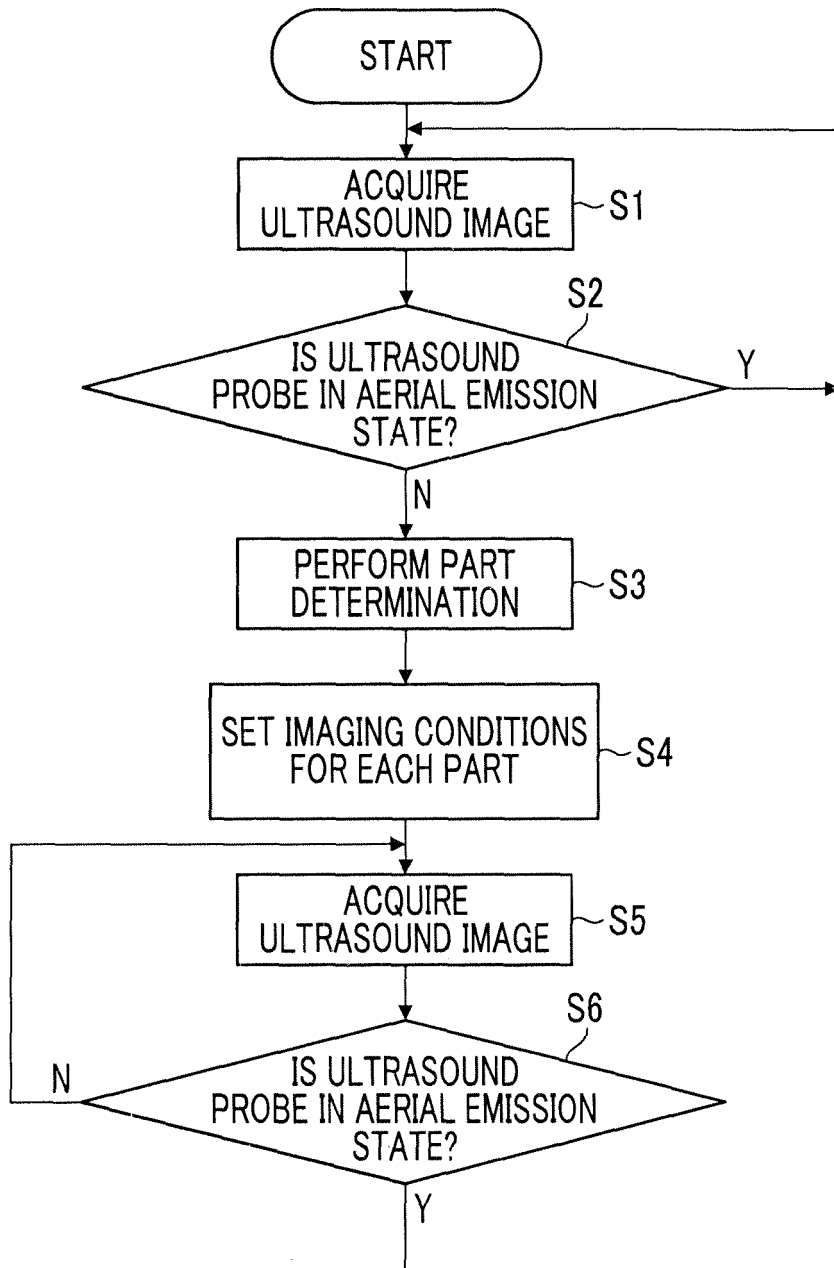 START
ACQUIRE
ULTRASOUND IMAGE
S1
S2
IS ULTRASOUND
PROBE IN AERIAL EMISSION
STATE?
Y
N
PERFORM PART
DETERMINATION
S3
SET IMAGING CONDITIONS
FOR EACH PART
S4
ACQUIRE
ULTRASOUND IMAGE
S5
S6
IS ULTRASOUND
PROBE IN AERIAL EMISSION
STATE?
N
Y